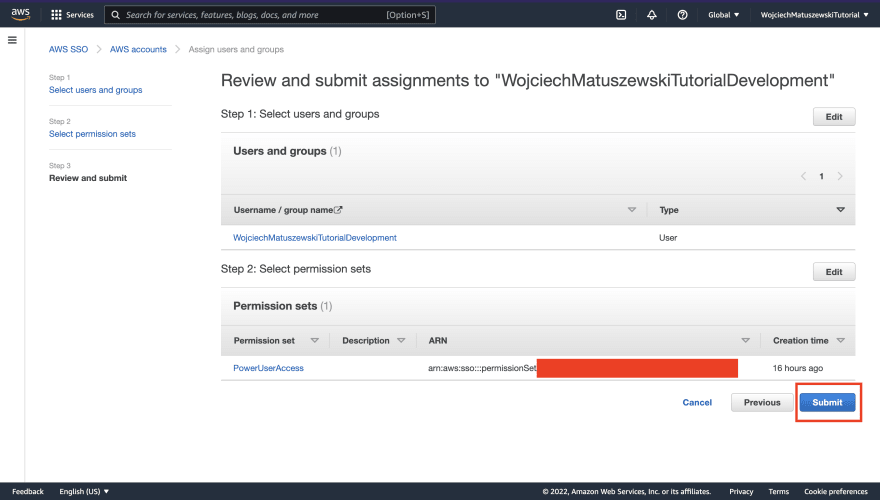 aws
Services
Search for services, features, blogs, docs, and more [Option+S]
Global ▼
WojciechMatuszewskiTutorial ▼
AWS SSO > AWS accounts > Assign users and groups
Step 1
Select users and groups
Step 2
Select permission sets
Step 3
Review and submit
Review and submit assignments to "WojciechMatuszewskiTutorialDevelopment"
Step 1: Select users and groups
Edit
Users and groups (1)
< 1 >
Username / group name
Type
WojciechMatuszewskiTutorialDevelopment
User
Step 2: Select permission sets
Edit
Permission sets (1)
Permission set
Description
ARN
Creation time
PowerUserAccess
arn:aws:sso:::permissionSet
16 hours ago
Cancel
Previous
Submit
Feedback
English (US) ▼
© 2022, Amazon Web Services, Inc. or its affiliates.
Privacy
Terms
Cookie preferences